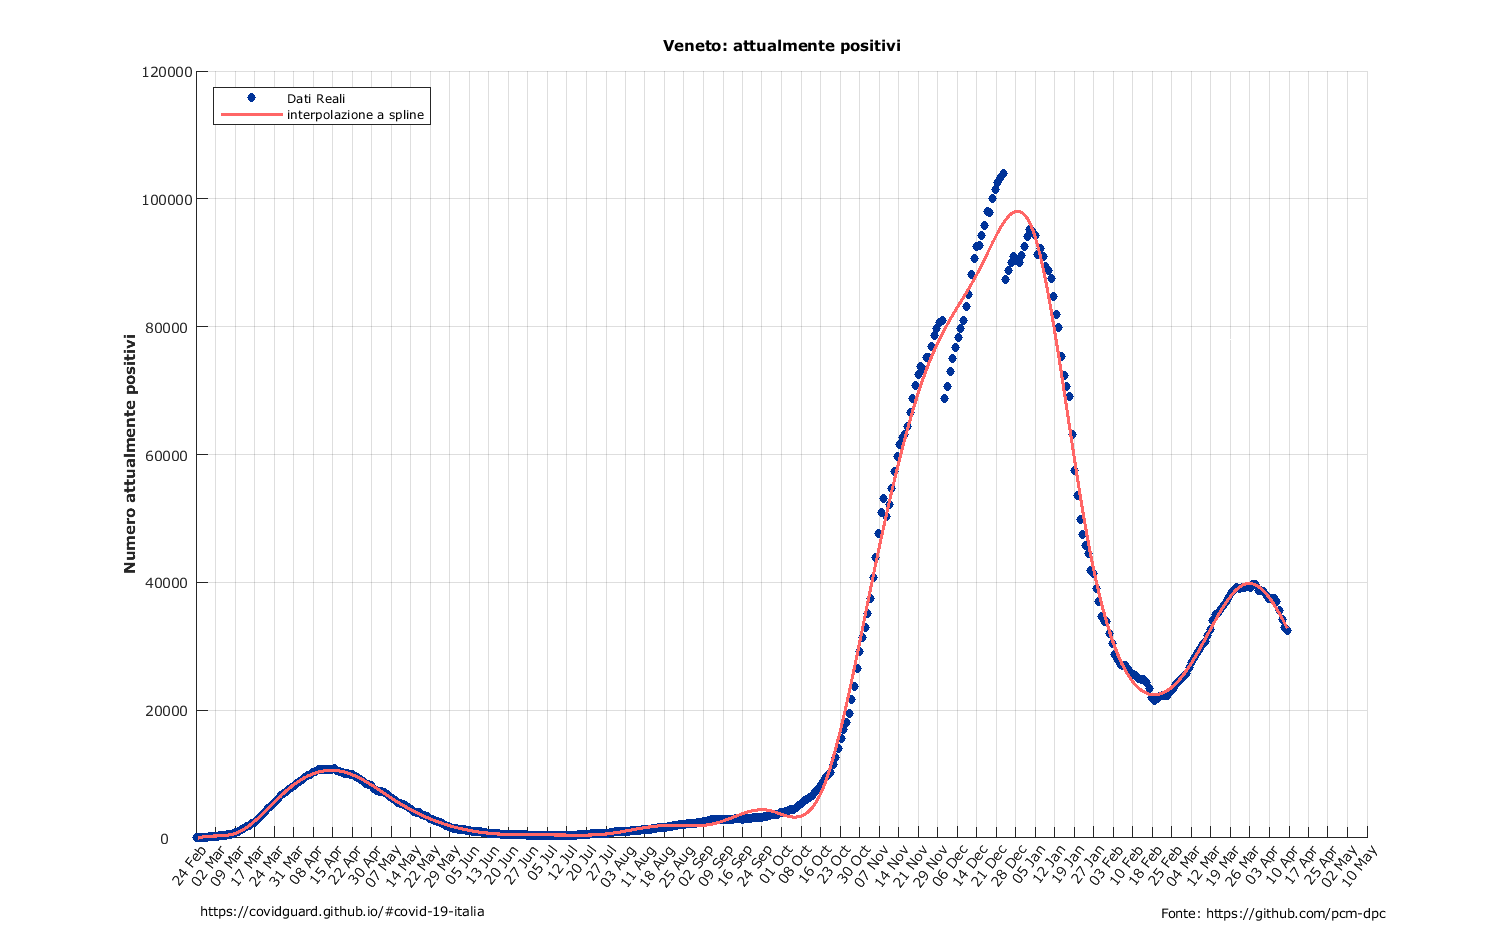 Veneto: attualmente positivi
120000
100000
80000
60000
40000
20000
0
Dati Reali
interpolazione a spline
Numero attualmente positivi
24 Feb
02 Mar
09 Mar
17 Mar
24 Mar
31 Mar
08 Apr
15 Apr
22 Apr
30 Apr
07 May
14 May
22 May
29 May
05 Jun
13 Jun
20 Jun
27 Jun
05 Jul
12 Jul
20 Jul
27 Jul
03 Aug
11 Aug
18 Aug
25 Aug
02 Sep
09 Sep
16 Sep
24 Sep
01 Oct
08 Oct
16 Oct
23 Oct
30 Oct
07 Nov
14 Nov
21 Nov
29 Nov
06 Dec
14 Dec
21 Dec
28 Dec
05 Jan
12 Jan
19 Jan
27 Jan
03 Feb
10 Feb
18 Feb
25 Feb
04 Mar
12 Mar
19 Mar
26 Mar
03 Apr
10 Apr
17 Apr
25 Apr
02 May
10 May
https://covidguard.github.io/#covid-19-italia
Fonte: https://github.com/pcm-dpc